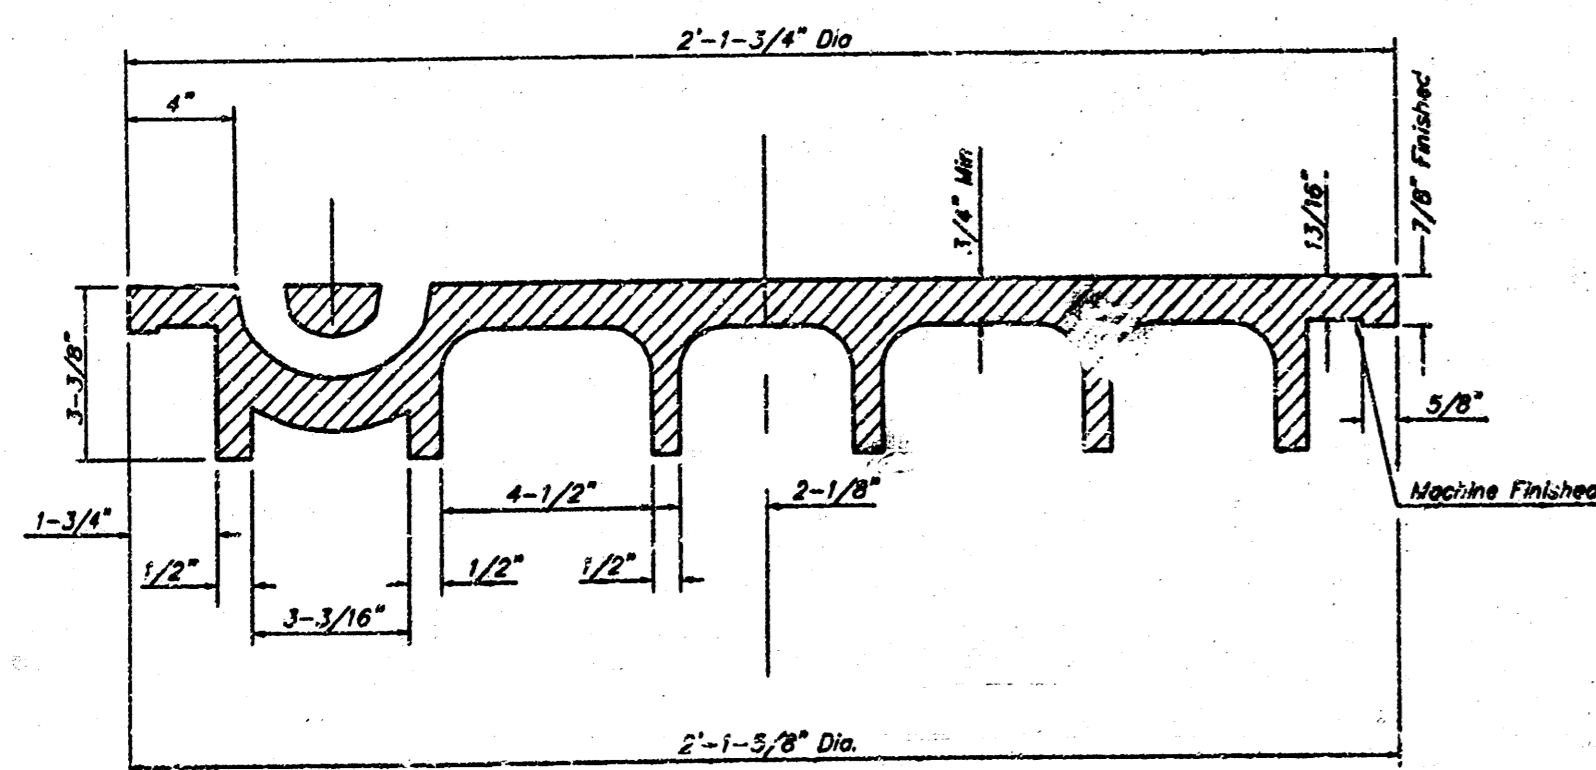 2'-1-3/4" Dia
4"
3/4" Min
13/16"
7/8" Finished
3-3/8"
5/8"
4-1/2"
2-1/8"
Machine Finished
1-3/4"
1/2"
1/2"
1/2"
3-3/16"
2'-1-5/8" Dia.